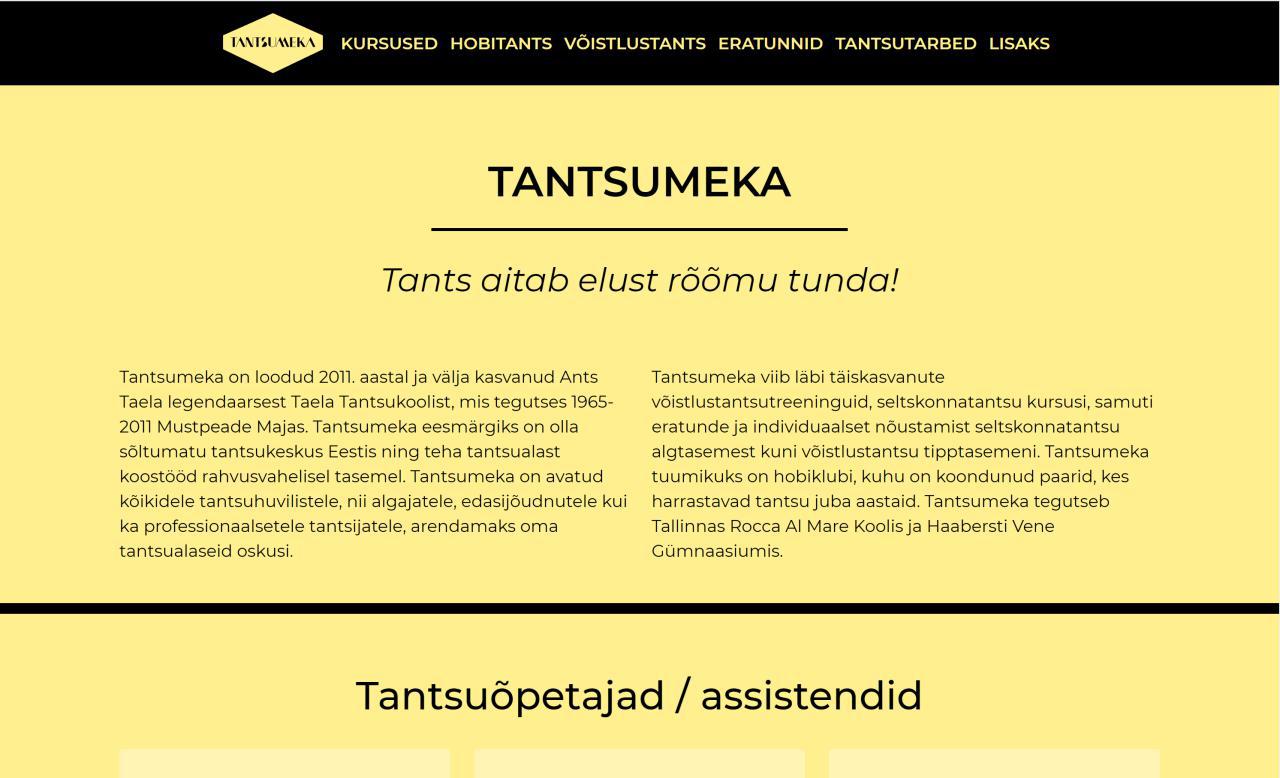 TANTSUMEKA
KURSUSED HOBITANTS VÕISTLUSTANTS ERATUNNID TANTSUTARBED LISAKS
TANTSUMEKA
Tants aitab elust rõõmu tunda!
Tantsumeka on loodud 2011. aastal ja välja kasvanud Ants
Taela legendaarsest Taela Tantsukoolist, mis tegutses 1965-
2011 Mustpeade Majas. Tantsumeka eesmärgiks on olla
sõltumatu tantsukeskus Eestis ning teha tantsualast
koostööd rahvusvahelisel tasemel. Tantsumeka on avatud
kõikidele tantsuhuvilistele, nii algajatele, edasijõudnutele kui
ka professionaalsetele tantsijatele, arendamaks oma
tantsualaseid oskusi.
Tantsumeka viib läbi täiskasvanute
võistlustantsutreeninguid, seltskonnatantsu kursusi, samuti
eratunde ja individuaalset nõustamist seltskonnatantsu
algtasemest kuni võistlustantsu tipptasemeni. Tantsumeka
tuumikuks on hobiklubi, kuhu on koondunud paarid, kes
harrastavad tantsu juba aastaid. Tantsumeka tegutseb
Tallinnas Rocca Al Mare Koolis ja Haabersti Vene
Gümnaasiumis.
Tantsuõpetajad / assistendid